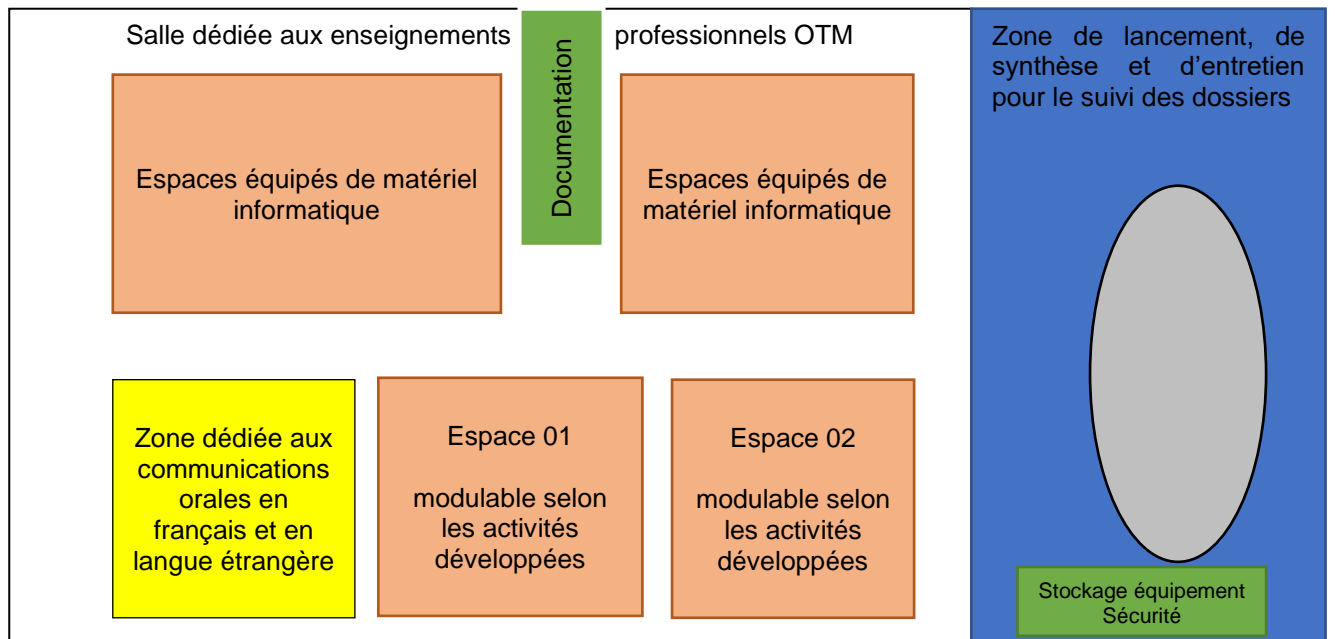 Salle dédiée aux enseignements professionnels OTM
Documentation
Zone de lancement, de
synthèse et d’entretien
pour le suivi des dossiers
Espaces équipés de matériel
informatique
Espaces équipés de
matériel informatique
Zone dédiée aux
communications
orales en
français et en
langue étrangère
Espace 01
modulable selon
les activités
développées
Espace 02
modulable selon
les activités
développées
Stockage équipement
Sécurité